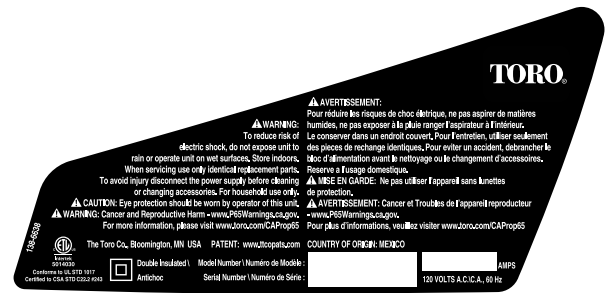 TORO®
WARNING:
To reduce risk of
electric shock, do not expose unit to
rain or operate unit on wet surfaces. Store indoors.
When servicing use only identical replacement parts.
To avoid injury disconnect the power supply before cleaning
or changing accessories. For household use only.
CAUTION: Eye protection should be worn by operator of this unit.
WARNING: Cancer and Reproductive Harm - www.P65Warnings.ca.gov.
For more information, please visit www.toro.com/CAProp65
AVERTISSEMENT:
Pour réduire les risques de choc életrique, ne pas aspirer de matières
humides, ne pas exposer à la pluie ranger l'aspirateur à l'intérieur.
Le conserver dans un endroit couvert. Pour l'entretien, utiliser seulement
des pieces de rechange identiques. Pour eviter un accident, debrancher le
bloc d'alimentation avant le nettoyage ou le changement d'accessoires.
Reserve a l'usage domestique.
MISE EN GARDE: Ne pas utiliser l'appareil sans lunettes
de protection.
AVERTISSEMENT: Cancer et Troubles de l'appareil reproducteur
- www.P65Warnings.ca.gov.
Pour plus d'informations, veuillez visiter www.toro.com/CAProp65
138-6638
The Toro Co., Bloomington, MN USA PATENT: www.ttcopats.com COUNTRY OF ORIGIN: MEXICO
ETL
Intertek
5014030
Conforms to UL STD 1017
Certified to CSA STD C22.2 #243
Double Insulated \
Antichoc
Model Number \ Numéro de Modèle :
Serial Number \ Numéro de Série :
AMPS
120 VOLTS A.C.\C.A., 60 Hz